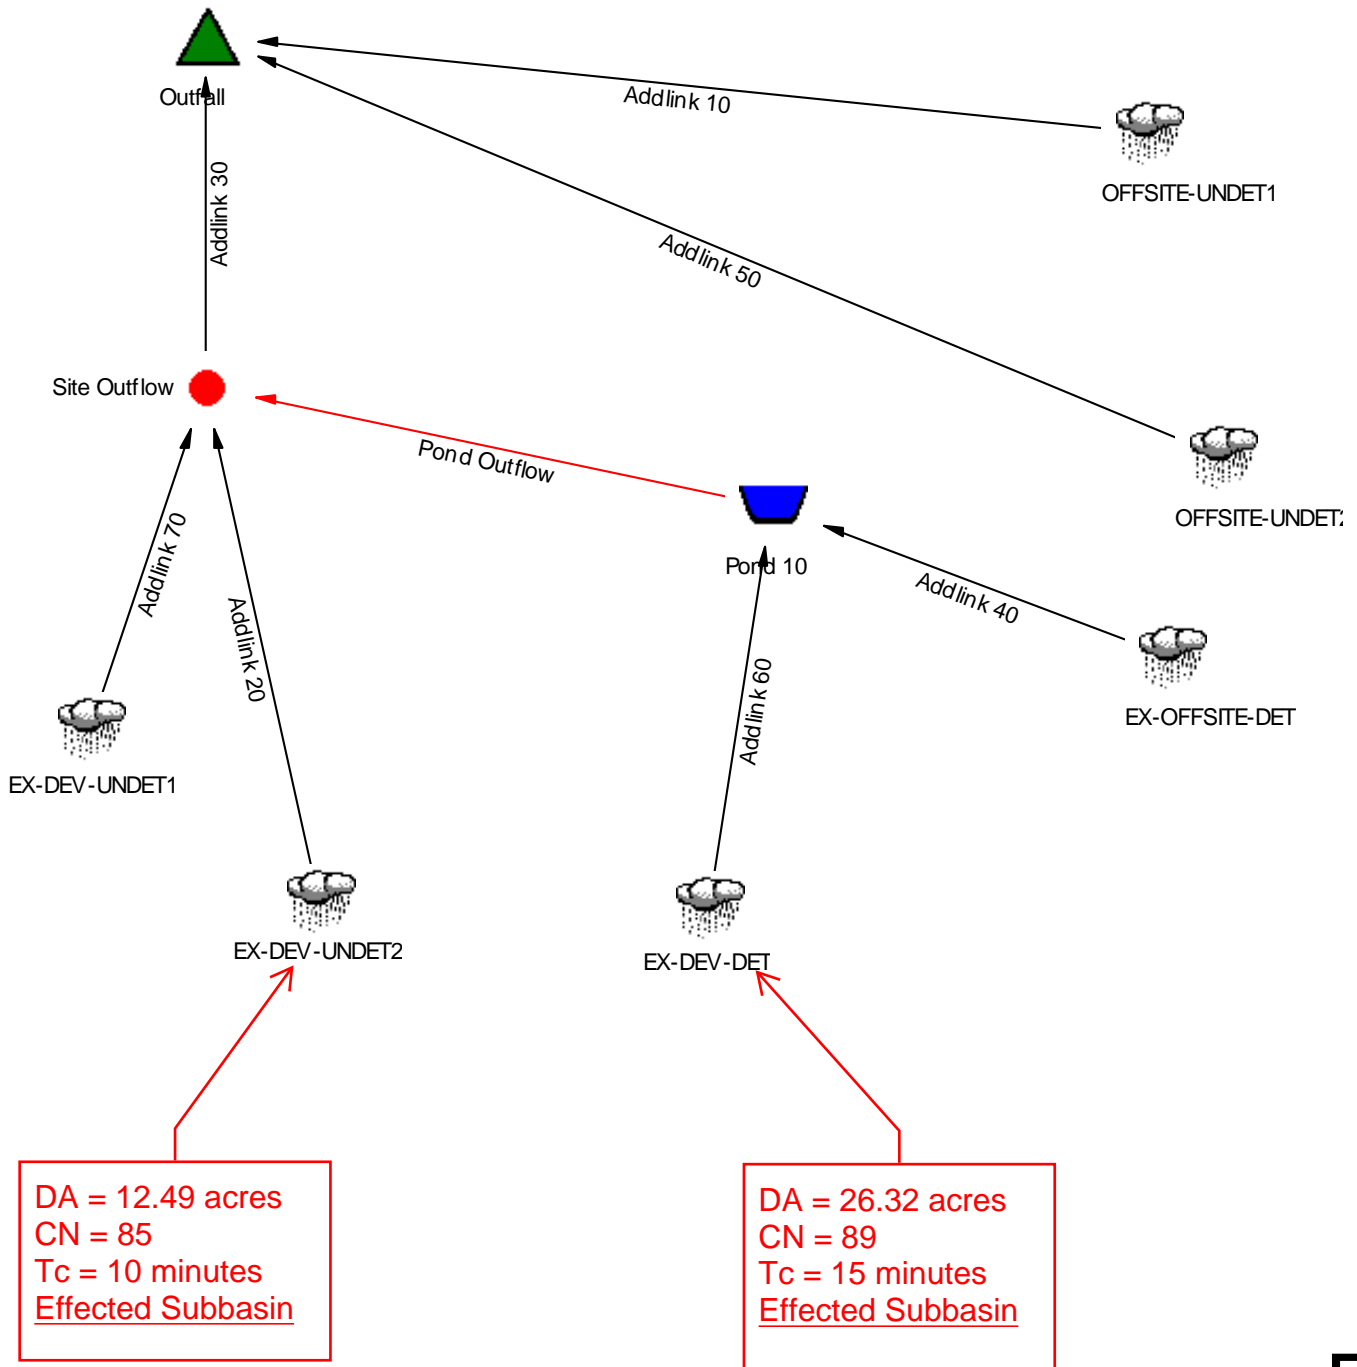 Outfall
Addlink 10
OFFSITE-UNDET1
Addlink 30
Addlink 50
Site Outflow
Pond Outflow
OFFSITE-UNDET
Pond 10
Addlink 40
Addlink 70
Addlink 20
Addlink 60
EX-OFFSITE-DET
EX-DEV-UNDET1
EX-DEV-UNDET2
EX-DEV-DET
DA = 12.49 acres
CN = 85
Tc = 10 minutes
Effected Subbasin
DA = 26.32 acres
CN = 89
Tc = 15 minutes
Effected Subbasin